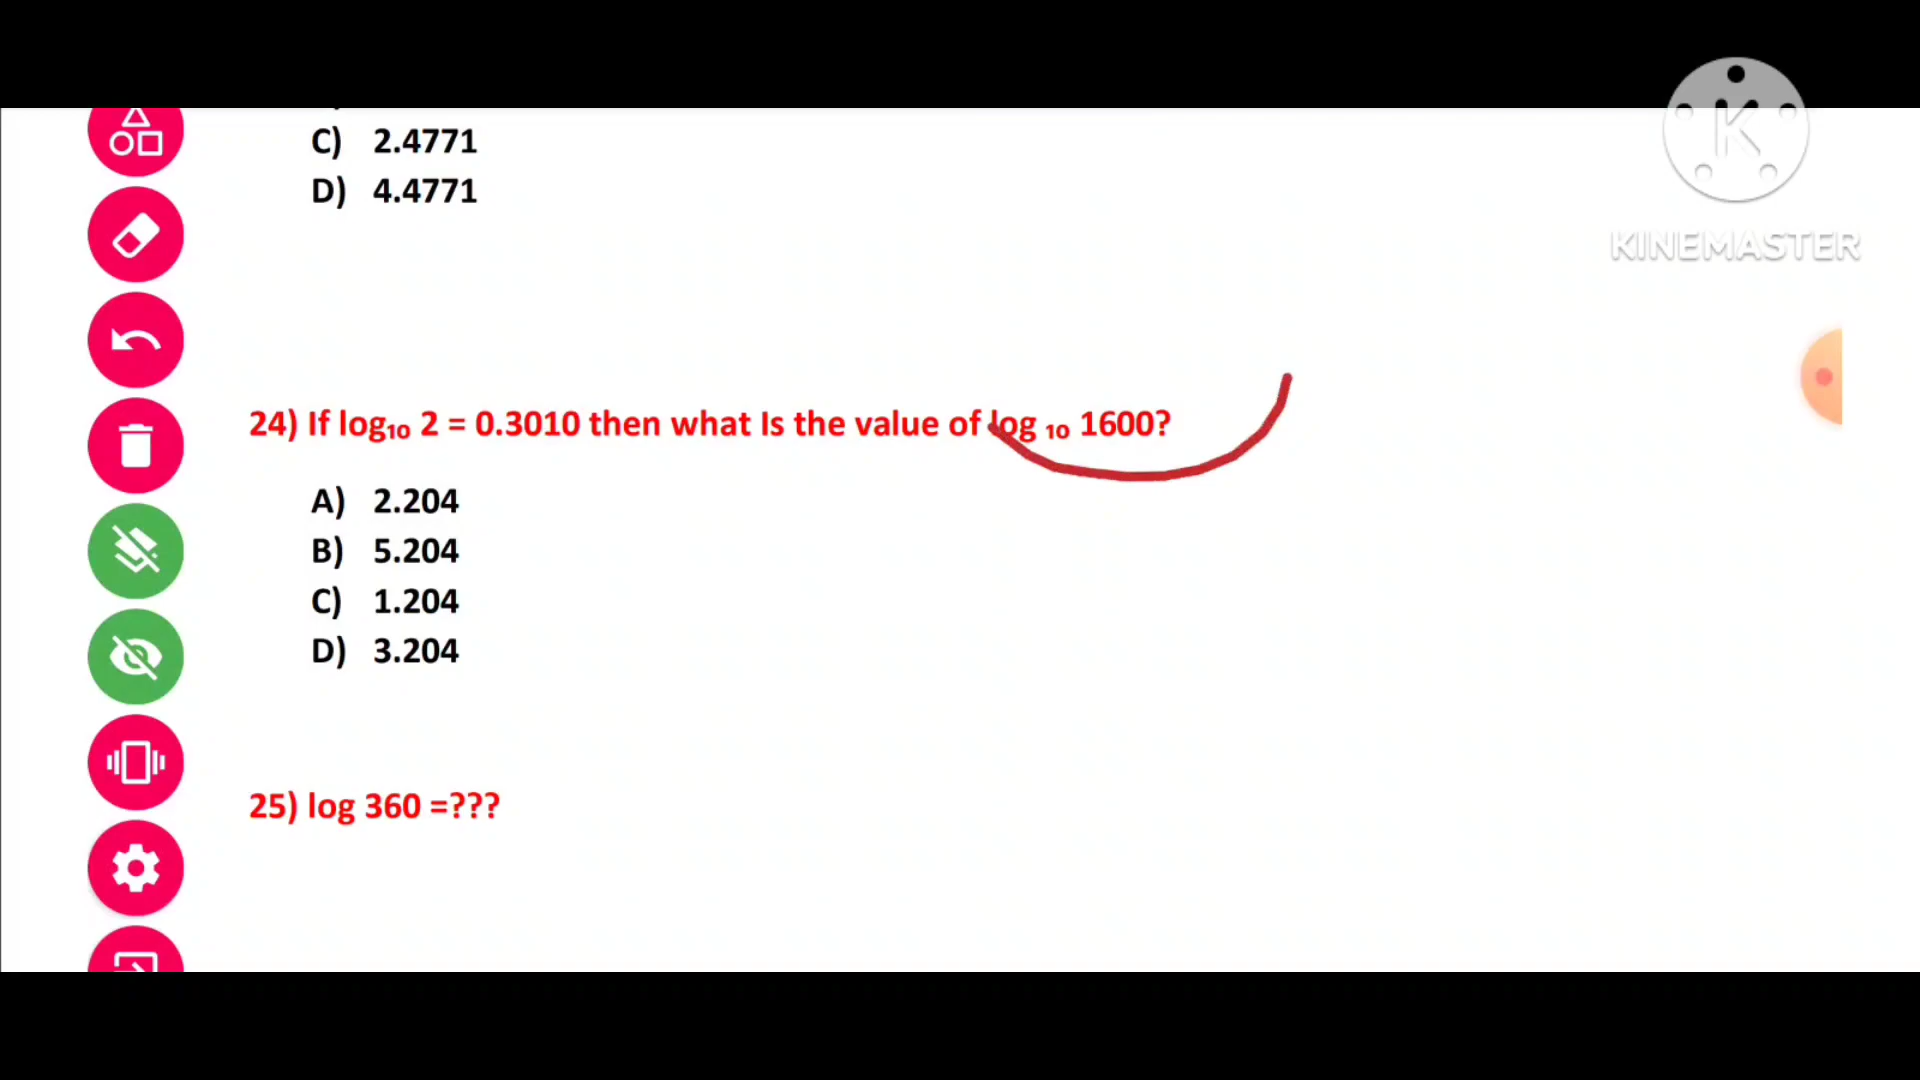 C) 2.4771
D) 4.4771
KINEMASTER
24) If log₁₀ 2 = 0.3010 then what Is the value of log ₁₀ 1600?
A) 2.204
B) 5.204
C) 1.204
D) 3.204
25) log 360 =???